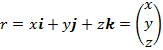 r = xi + yj + zk = (x
y
z)